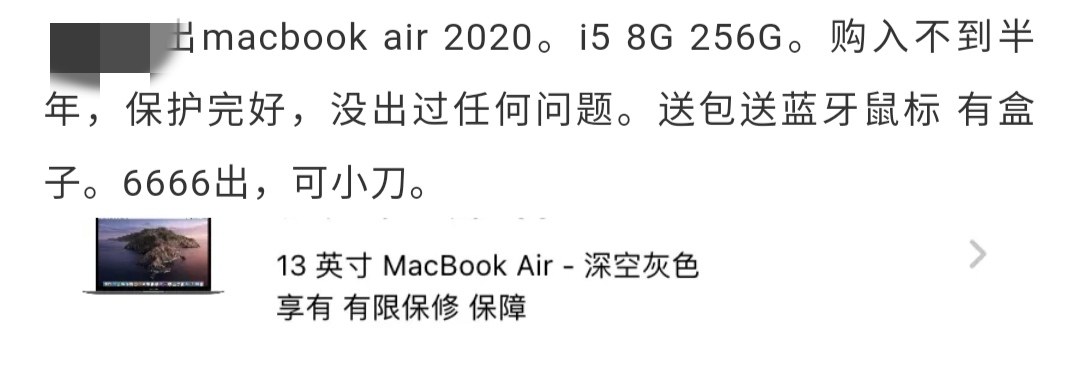 出macbook air 2020。i5 8G 256G。购入不到半
年，保护完好，没出过任何问题。送包送蓝牙鼠标 有盒
子。6666出，可小刀。
13 英寸 MacBook Air - 深空灰色
享有 有限保修 保障